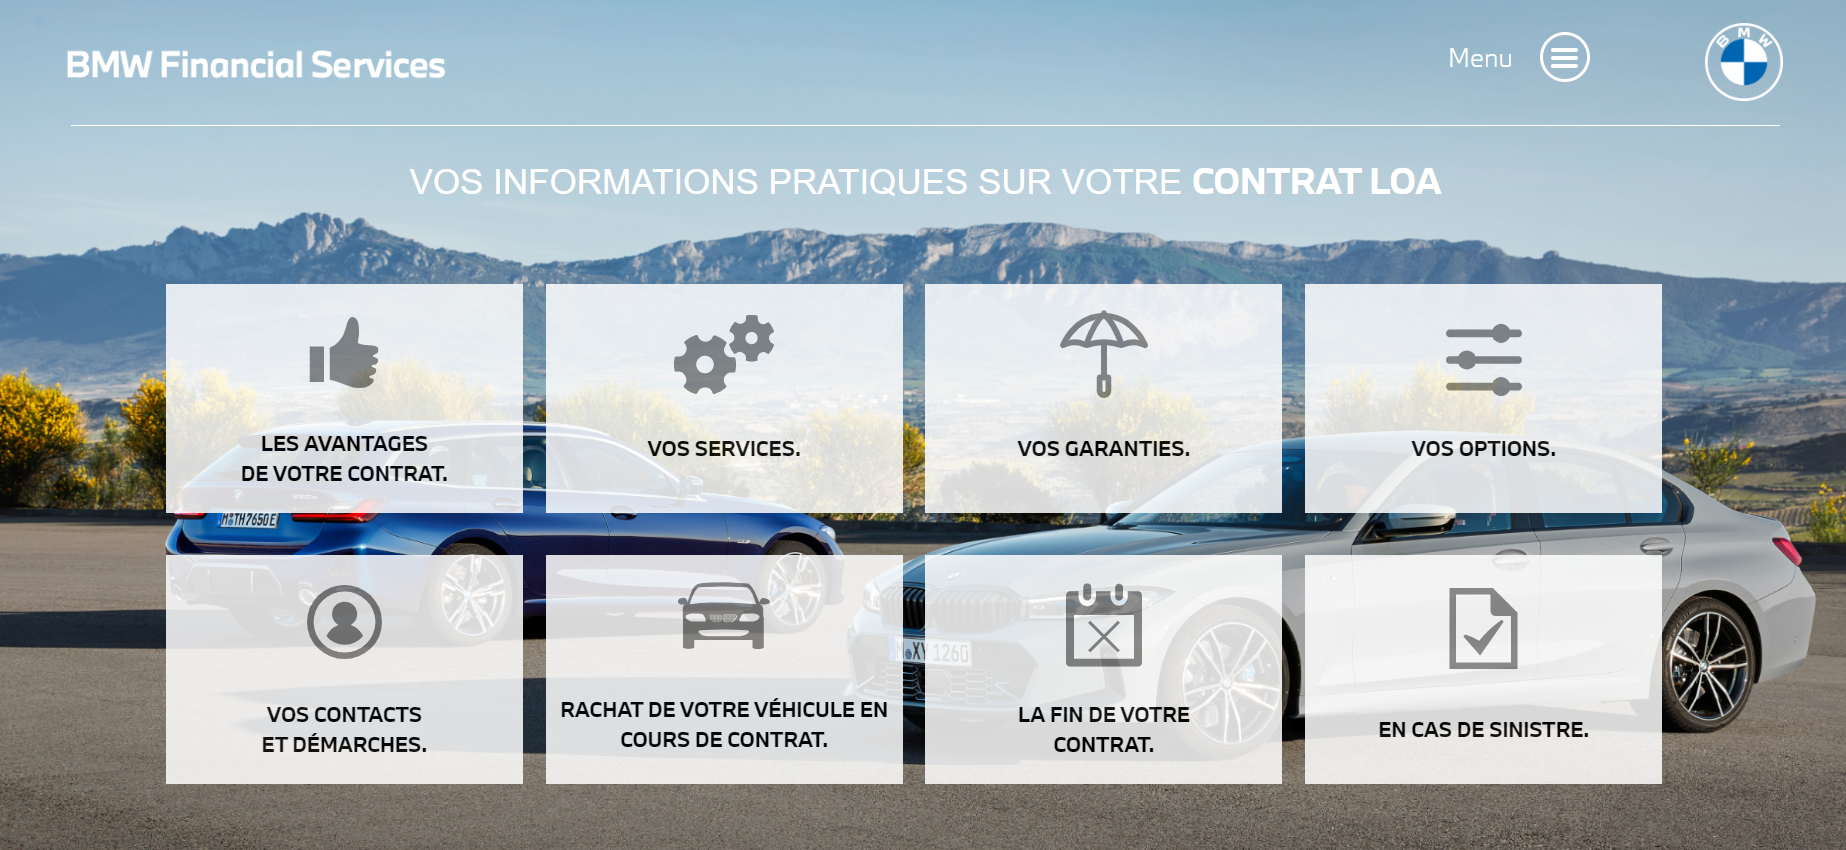 BMW Financial Services
Menu
BMW
VOS INFORMATIONS PRATIQUES SUR VOTRE CONTRAT LOA
LES AVANTAGES
DE VOTRE CONTRAT.
VOS SERVICES.
VOS GARANTIES.
VOS OPTIONS.
M TH7650E
VOS CONTACTS
ET DÉMARCHES.
RACHAT DE VOTRE VÉHICULE EN
COURS DE CONTRAT.
M XY 1260
LA FIN DE VOTRE
CONTRAT.
EN CAS DE SINISTRE.